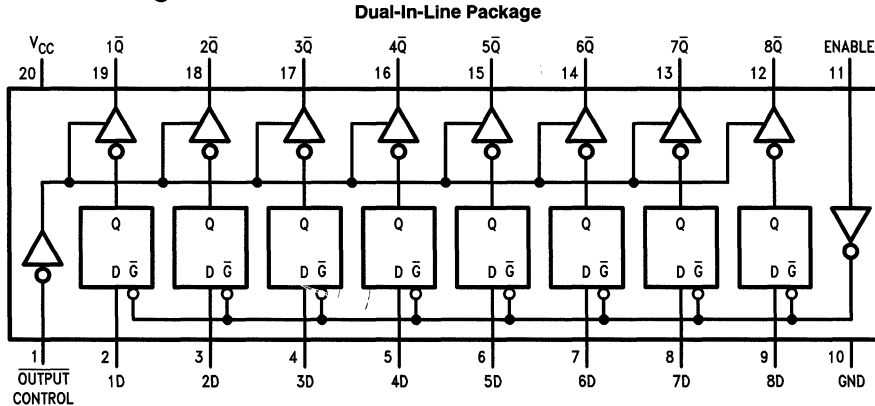 Dual-In-Line Package
V_CC 1Q̅ 2Q̅ 3Q̅ 4Q̅ 5Q̅ 6Q̅ 7Q̅ 8Q̅ ENABLE
20 19 18 17 16 15 14 13 12 11
Q Q Q Q Q Q Q Q
D G̅ D G̅ D G̅ D G̅ D G̅ D G̅ D G̅ D G̅
1 2 3 4 5 6 7 8 9 10
O̅U̅T̅P̅U̅T̅ 1D 2D 3D 4D 5D 6D 7D 8D GND
CONTROL